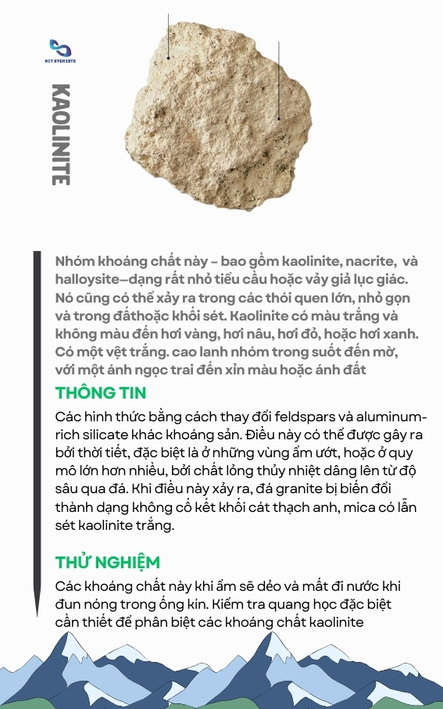 HCT STEM SETS
KAOLINITE
Nhóm khoáng chất này – bao gồm kaolinite, nacrite, và
halloysite—dạng rất nhỏ tiểu cầu hoặc vảy giả lục giác.
Nó cũng có thể xảy ra trong các thói quen lớn, nhỏ gọn
và trong đấthoặc khối sét. Kaolinite có màu trắng và
không màu đến hơi vàng, hơi nâu, hơi đỏ, hoặc hơi xanh.
Có một vệt trắng. cao lanh nhóm trong suốt đến mờ,
với một ánh ngọc trai đến xỉn màu hoặc ánh đất
THÔNG TIN
Các hình thức bằng cách thay đổi feldspars và aluminum-
rich silicate khác khoáng sản. Điều này có thể được gây ra
bởi thời tiết, đặc biệt là ở những vùng ẩm ướt, hoặc ở quy
mô lớn hơn nhiều, bởi chất lỏng thủy nhiệt dâng lên từ độ
sâu qua đá. Khi điều này xảy ra, đá granite bị biến đổi
thành dạng không cố kết khối cát thạch anh, mica có lẫn
sét kaolinite trắng.
THỬ NGHIỆM
Các khoáng chất này khi ẩm sẽ dẻo và mất đi nước khi
đun nóng trong ống kín. Kiểm tra quang học đặc biệt
cần thiết để phân biệt các khoáng chất kaolinite